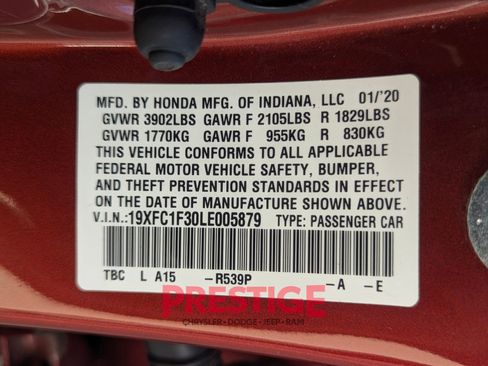 MFD. BY HONDA MFG. OF INDIANA, LLC 01/'20
GVWR 3902LBS GAWR F 2105LBS R 1829LBS
GVWR 1770KG GAWR F 955KG R 830KG
THIS VEHICLE CONFORMS TO ALL APPLICABLE
FEDERAL MOTOR VEHICLE SAFETY, BUMPER,
AND THEFT PREVENTION STANDARDS IN EFFECT
ON THE DATE OF MANUFACTURE SHOWN ABOVE.
V.I.N.:19XFC1F30LE005879 TYPE: PASSENGER CAR
TBC L A15 -R539P -A -E
PRESTIGE
CHRYSLER • DODGE • JEEP • RAM